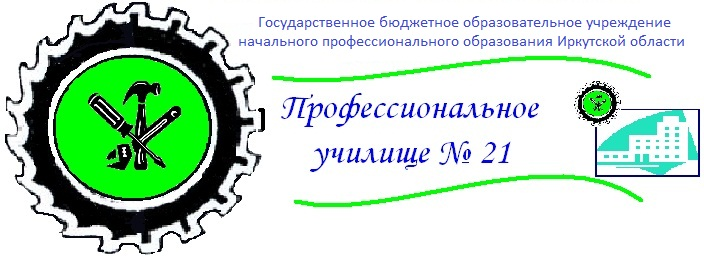 Государственное бюджетное образовательное учреждение
начального профессионального образования Иркутской области
Профессиональное
училище № 21